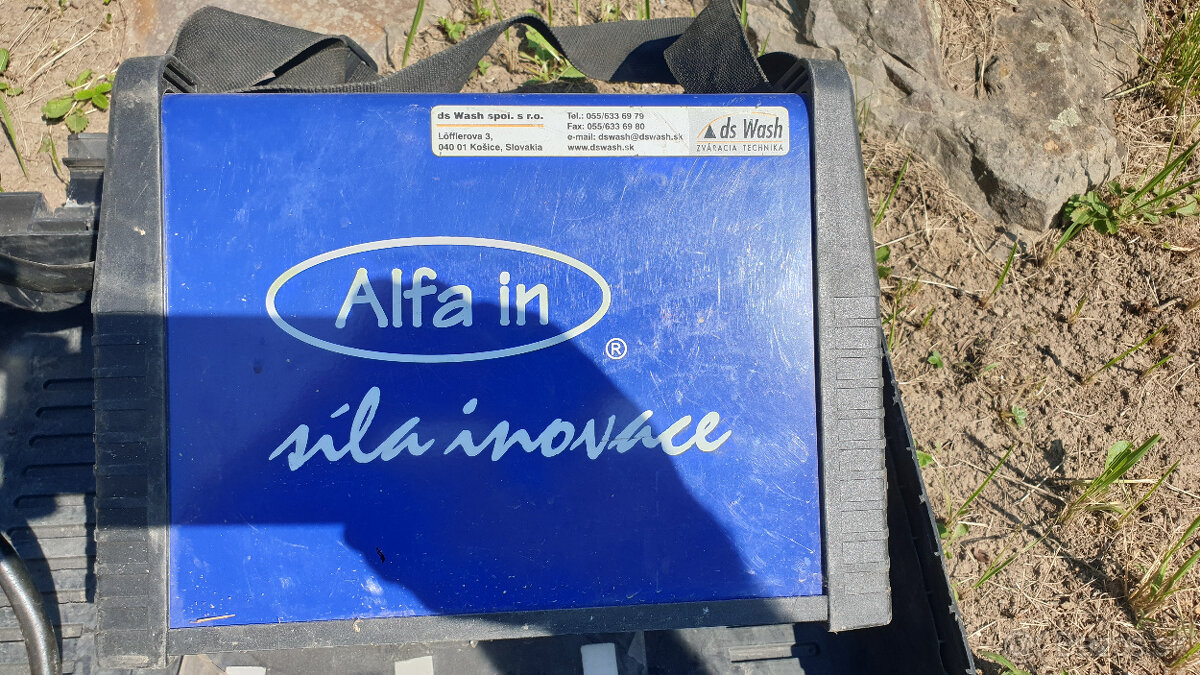 ds Wash spol. s r.o.
Löfflerova 3,
040 01 Košice, Slovakia
Tel.: 055/633 69 79
Fax: 055/633 69 80
e-mail: dswash@dswash.sk
www.dswash.sk
ds Wash
ZVÁRACIA TECHNIKA
Alfa in
®
síla inovace